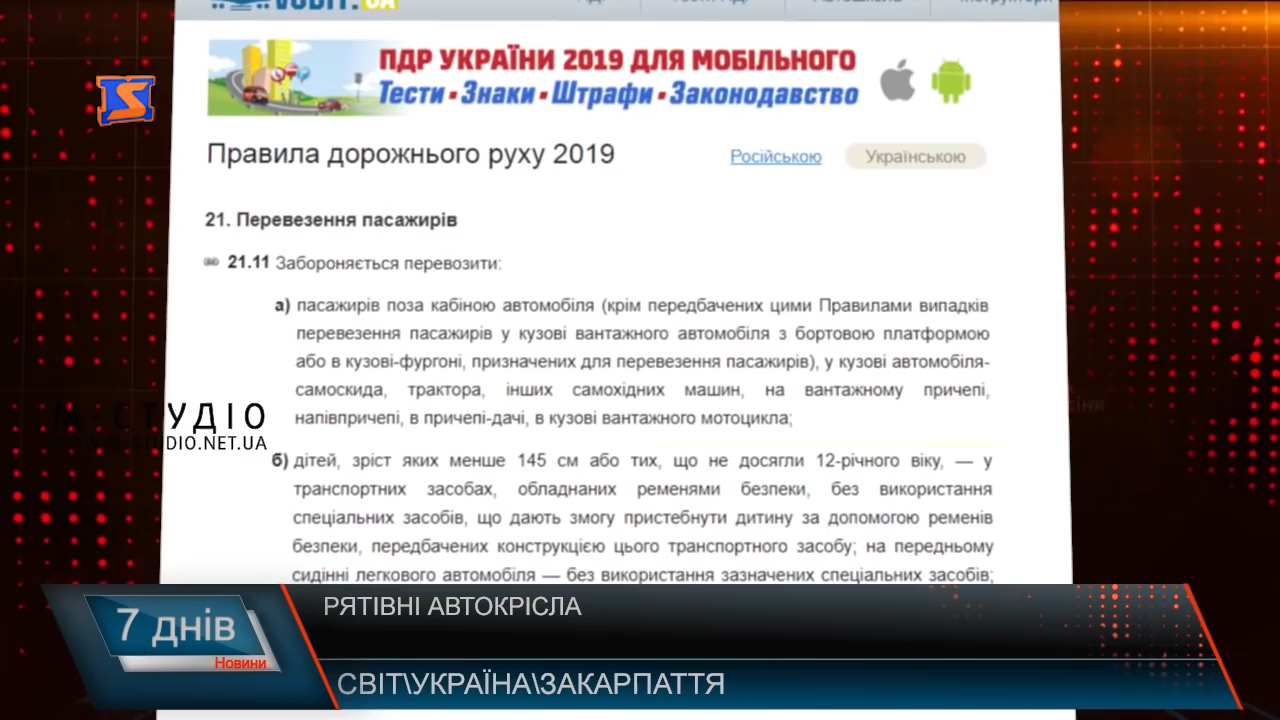 VODIY.UA
ПДР УКРАЇНИ 2019 ДЛЯ МОБІЛЬНОГО
Тести • Знаки • Штрафи • Законодавство
Правила дорожнього руху 2019
Російською
Українською
21. Перевезення пасажирів
21.11 Забороняється перевозити:
а) пасажирів поза кабіною автомобіля (крім передбачених цими Правилами випадків
перевезення пасажирів у кузові вантажного автомобіля з бортовою платформою
або в кузові-фургоні, призначених для перевезення пасажирів), у кузові автомобіля-
самоскида, трактора, інших самохідних машин, на вантажному причепі,
напівпричепі, в причепі-дачі, в кузові вантажного мотоцикла;
М-СТУДІО
STUDIO.NET.UA
б) дітей, зріст яких менше 145 см або тих, що не досягли 12-річного віку, — у
транспортних засобах, обладнаних ременями безпеки, без використання
спеціальних засобів, що дають змогу пристебнути дитину за допомогою ременів
безпеки, передбачених конструкцією цього транспортного засобу; на передньому
сидінні легкового автомобіля — без використання зазначених спеціальних засобів;
РЯТІВНІ АВТОКРІСЛА
7 днів
Новини
СВІТ\УКРАЇНА\ЗАКАРПАТТЯ